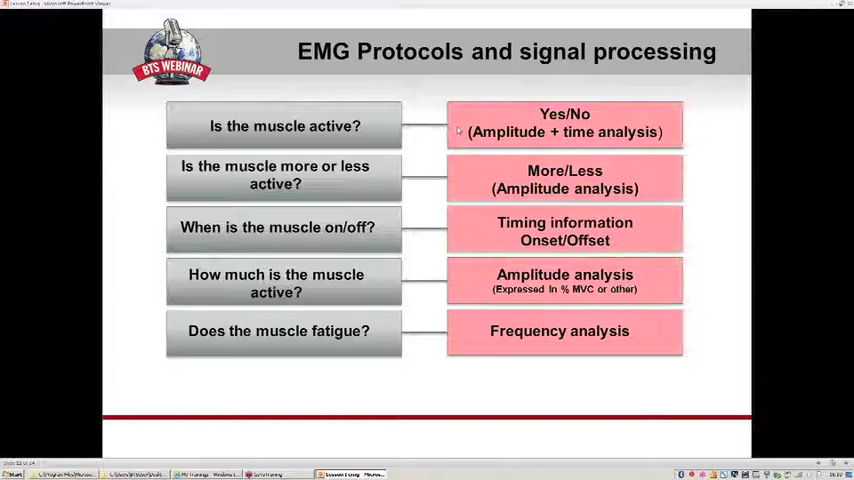 EMG Protocols and signal processing
BTS WEBINAR
Is the muscle active?
Yes/No
(Amplitude + time analysis)
Is the muscle more or less
active?
More/Less
(Amplitude analysis)
When is the muscle on/off?
Timing information
Onset/Offset
How much is the muscle
active?
Amplitude analysis
(Expressed in % MVC or other)
Does the muscle fatigue?
Frequency analysis
Start